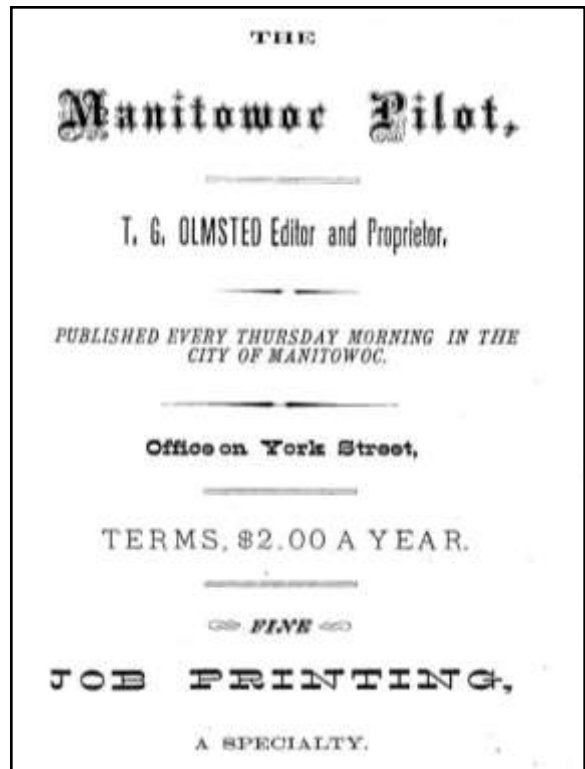 THE
Manitowoc Pilot,
T. G. OLMSTED Editor and Proprietor.
PUBLISHED EVERY THURSDAY MORNING IN THE
CITY OF MANITOWOC.
Office on York Street,
TERMS, $2.00 A YEAR.
FINE
JOB PRINTING,
A SPECIALTY.